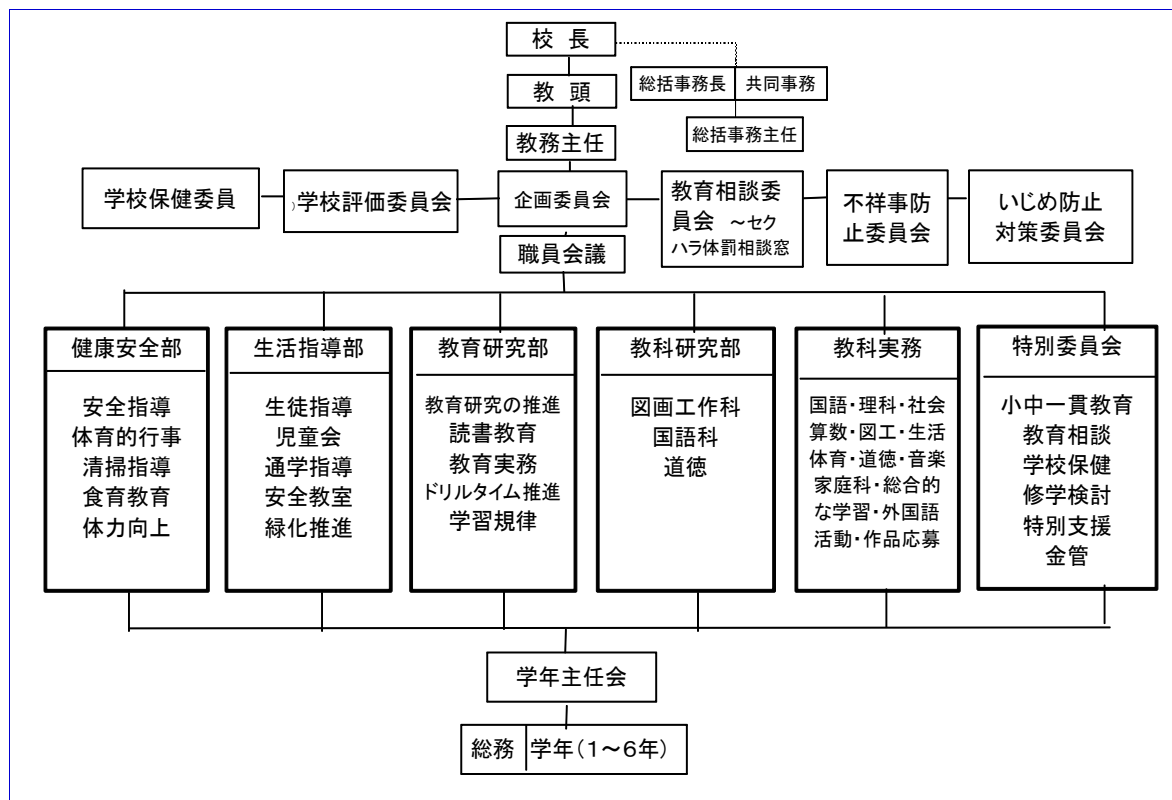 校 長
総括事務長 共同事務
教 頭
総括事務主任
教務主任
学校保健委員
）学校評価委員会
企画委員会
教育相談委
員会 ～セク
ハラ体罰相談窓
不祥事防
止委員会
いじめ防止
対策委員会
職員会議
健康安全部
安全指導
体育的行事
清掃指導
食育教育
体力向上
生活指導部
生徒指導
児童会
通学指導
安全教室
緑化推進
教育研究部
教育研究の推進
読書教育
教育実務
ドリルタイム推進
学習規律
教科研究部
図画工作科
国語科
道徳
教科実務
国語・理科・社会
算数・図工・生活
体育・道徳・音楽
家庭科・総合的
な学習・外国語
活動・作品応募
特別委員会
小中一貫教育
教育相談
学校保健
修学検討
特別支援
金管
学年主任会
総務 学年（１～６年）